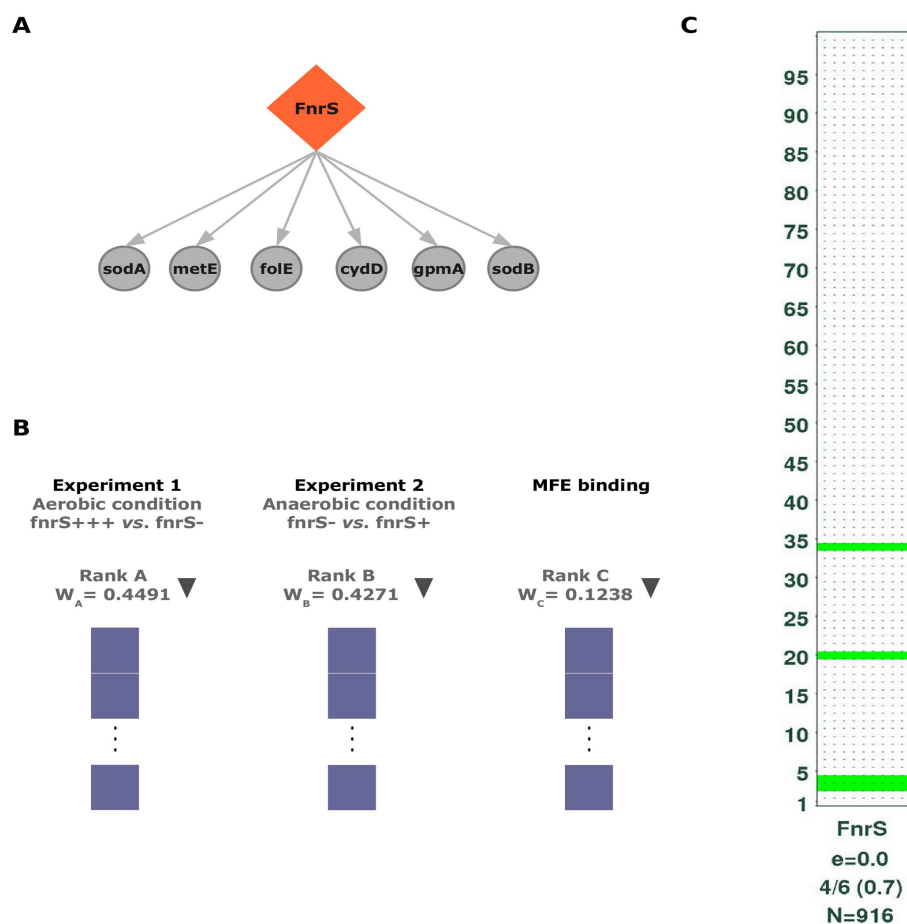 A
FnrS
sodA metE folE cydD gpmA sodB
B
Experiment 1
Aerobic condition
fnrS+++ vs. fnrS-
Rank A
WA= 0.4491
Experiment 2
Anaerobic condition
fnrS- vs. fnrS+
Rank B
WB= 0.4271
MFE binding
Rank C
WC= 0.1238
C
95
90
85
80
75
70
65
60
55
50
45
40
35
30
25
20
15
10
5
1
FnrS
e=0.0
4/6 (0.7)
N=916